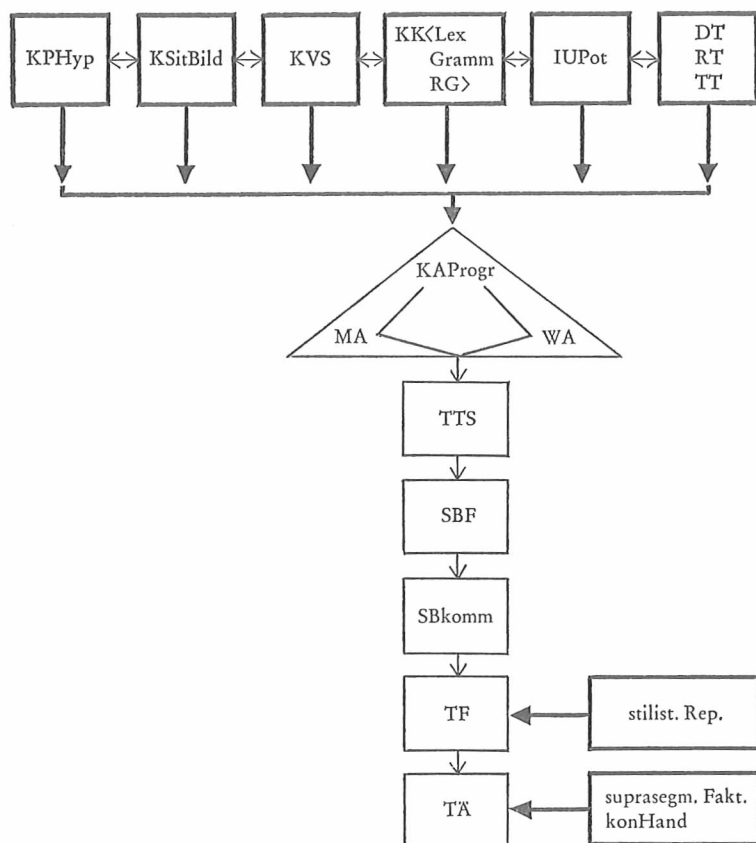 KPHyp
KSitBild
KVS
KK<Lex
Gramm
RG>
IUPot
DT
RT
TT
KAProgr
MA
WA
TTS
SBF
SBkomm
TF
stilist. Rep.
TÄ
suprasegm. Fakt.
konHand